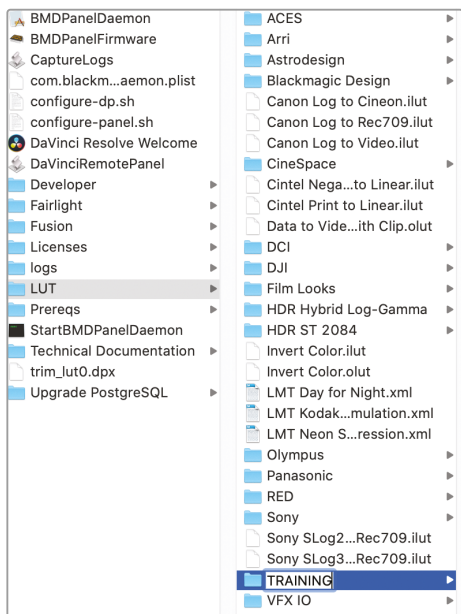 BMDPanelDaemon
BMDPanelFirmware
CaptureLogs
com.blackm...aemon.plist
configure-dp.sh
configure-panel.sh
DaVinci Resolve Welcome
DaVinciRemotePanel
Developer
Fairlight
Fusion
Licenses
logs
LUT
Prereqs
StartBMDPanelDaemon
Technical Documentation
trim_lut0.dpx
Upgrade PostgreSQL
ACES
Arri
Astrodesign
Blackmagic Design
Canon Log to Cineon.ilut
Canon Log to Rec709.ilut
Canon Log to Video.ilut
CineSpace
Cintel Nega...to Linear.ilut
Cintel Print to Linear.ilut
Data to Vide...ith Clip.olut
DCI
DJI
Film Looks
HDR Hybrid Log-Gamma
HDR ST 2084
Invert Color.ilut
Invert Color.olut
LMT Day for Night.xml
LMT Kodak...mulation.xml
LMT Neon S...ression.xml
Olympus
Panasonic
RED
Sony
Sony SLog2...Rec709.ilut
Sony SLog3...Rec709.ilut
TRAINING
VFX IO